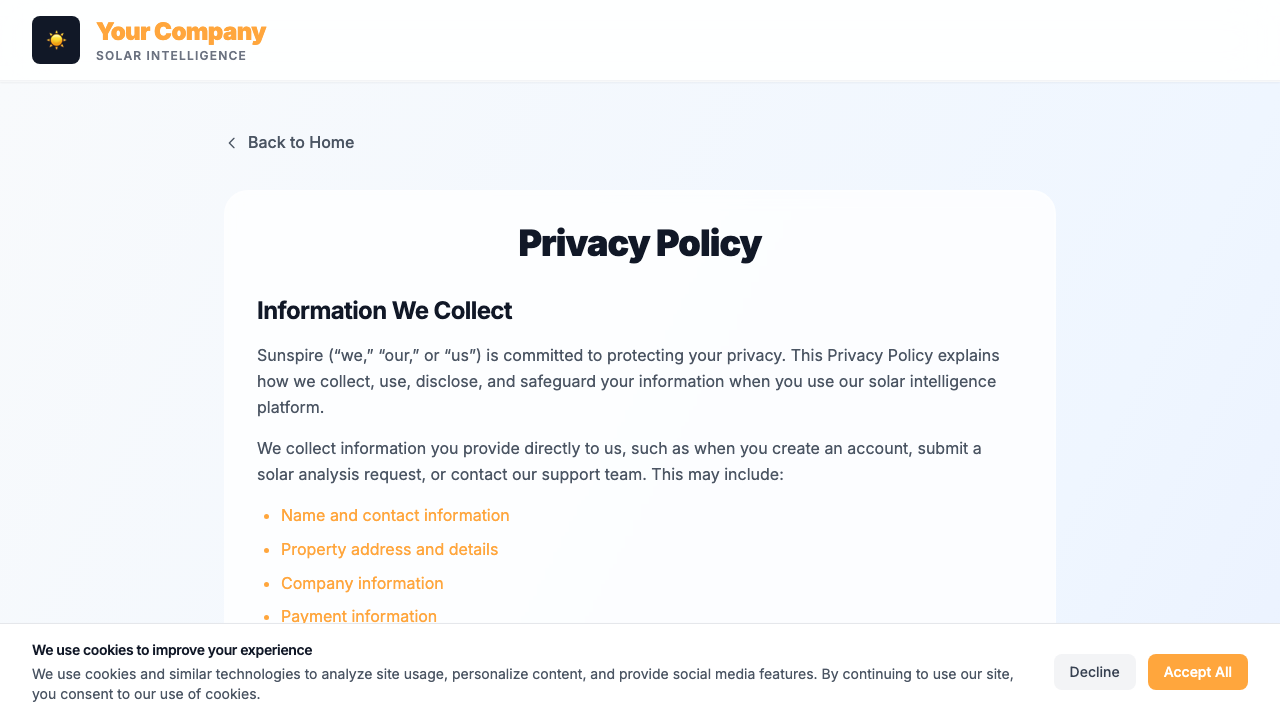 Your Company
SOLAR INTELLIGENCE
Back to Home
Privacy Policy
Information We Collect
Sunspire (“we,” “our,” or “us”) is committed to protecting your privacy. This Privacy Policy explains
how we collect, use, disclose, and safeguard your information when you use our solar intelligence
platform.
We collect information you provide directly to us, such as when you create an account, submit a
solar analysis request, or contact our support team. This may include:
• Name and contact information
• Property address and details
• Company information
• Payment information
We use cookies to improve your experience
We use cookies and similar technologies to analyze site usage, personalize content, and provide social media features. By continuing to use our site,
you consent to our use of cookies.
Decline
Accept All